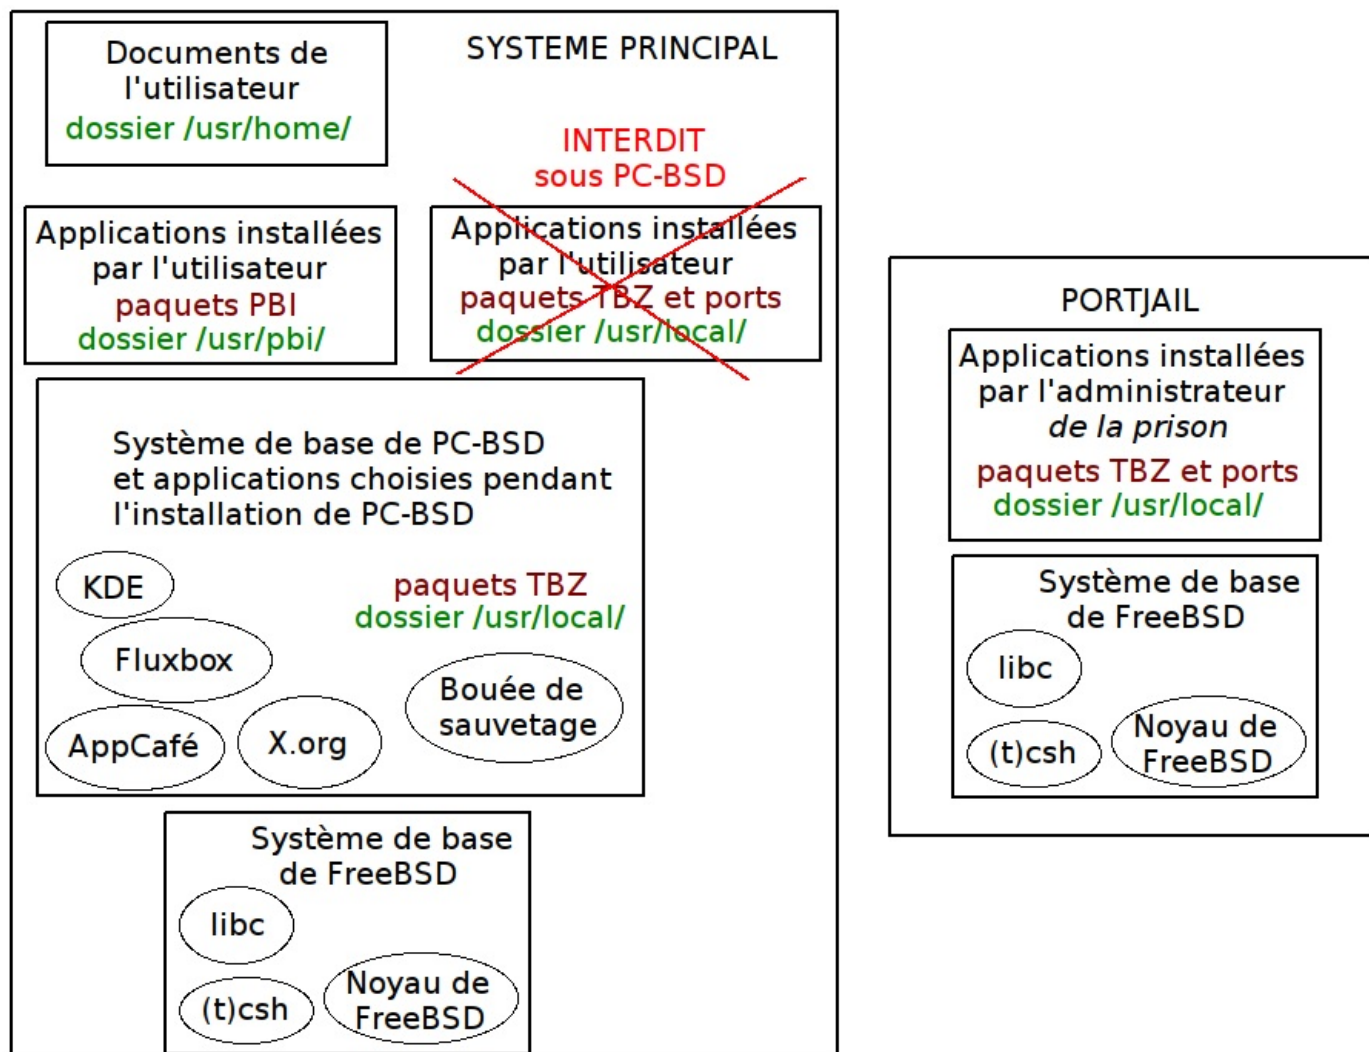 Documents de
l'utilisateur
dossier /usr/home/
SYSTEME PRINCIPAL
INTERDIT
sous PC-BSD
Applications installées
par l'utilisateur
paquets PBI
dossier /usr/pbi/
Applications installées
par l'utilisateur
paquets TBZ et ports
dossier /usr/local/
Système de base de PC-BSD
et applications choisies pendant
l'installation de PC-BSD
KDE
paquets TBZ
dossier /usr/local/
Fluxbox
Bouée de
sauvetage
AppCafé
X.org
Système de base
de FreeBSD
libc
(t)csh
Noyau de
FreeBSD
PORTJAIL
Applications installées
par l'administrateur
de la prison
paquets TBZ et ports
dossier /usr/local/
Système de base
de FreeBSD
libc
(t)csh
Noyau de
FreeBSD